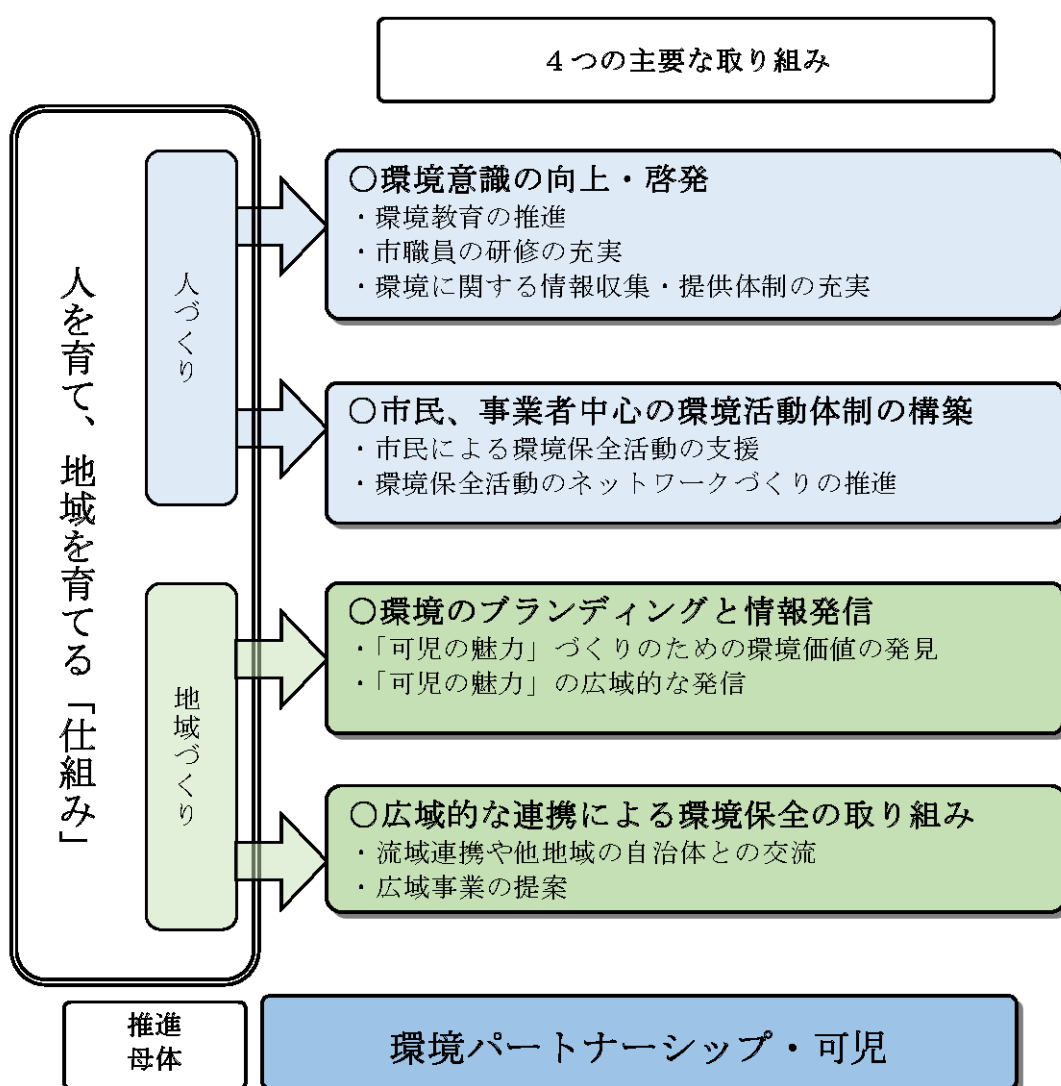 ４つの主要な取り組み
人を育て、地域を育てる「仕組み」
人づくり
〇環境意識の向上・啓発
・環境教育の推進
・市職員の研修の充実
・環境に関する情報収集・提供体制の充実
〇市民、事業者中心の環境活動体制の構築
・市民による環境保全活動の支援
・環境保全活動のネットワークづくりの推進
地域づくり
〇環境のブランディングと情報発信
・「可児の魅力」づくりのための環境価値の発見
・「可児の魅力」の広域的な発信
〇広域的な連携による環境保全の取り組み
・流域連携や他地域の自治体との交流
・広域事業の提案
推進
母体
環境パートナーシップ・可児